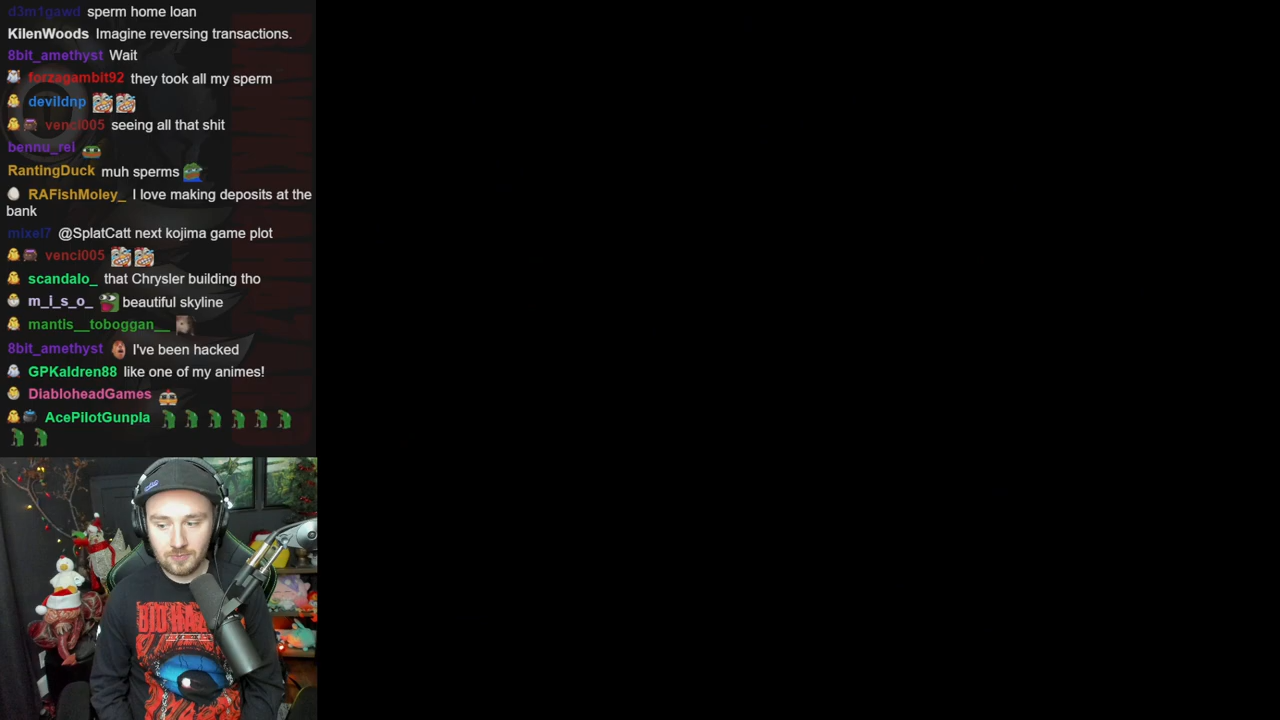 d3m1gawd sperm home loan
KilenWoods Imagine reversing transactions.
8bit_amethyst Wait
forzagambit92 they took all my sperm
devildnp
venci005 seeing all that shit
bennu_rei
RantingDuck muh sperms
RAFishMoley_ I love making deposits at the
bank
mixel7 @SplatCatt next kojima game plot
venci005
scandalo_ that Chrysler building tho
m_i_s_o_ beautiful skyline
mantis__toboggan__
8bit_amethyst I've been hacked
GPKaldren88 like one of my animes!
DiabloheadGames
AcePilotGunpla